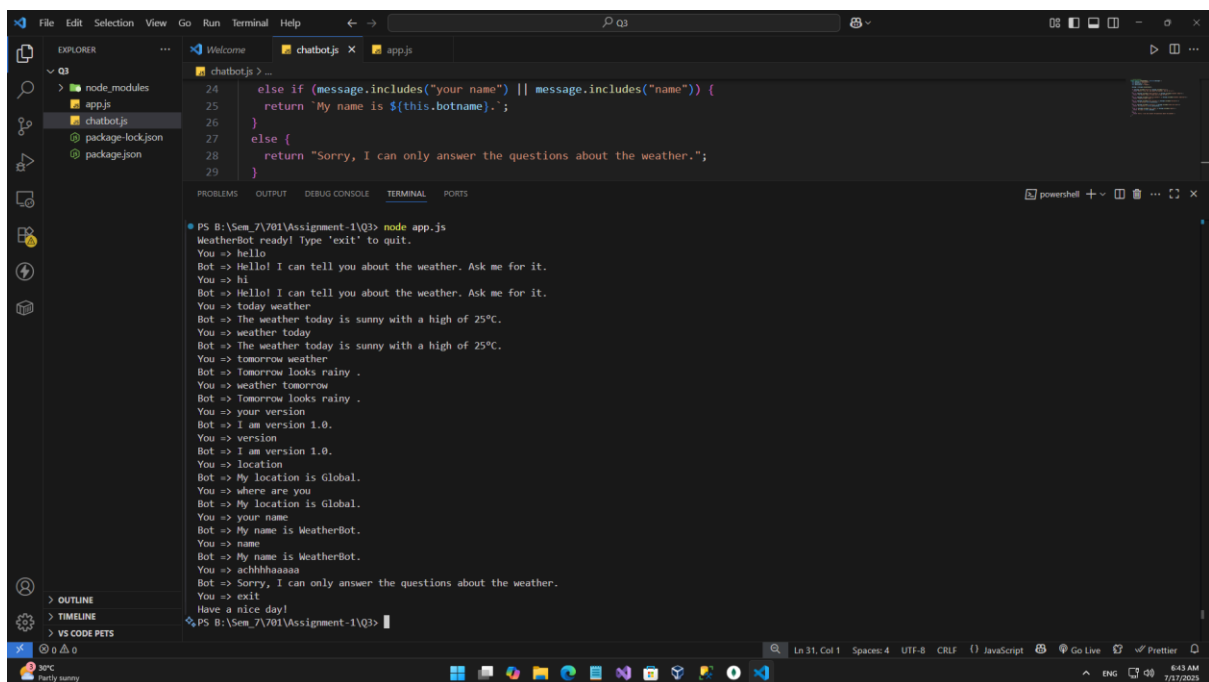 File Edit Selection View Go Run Terminal Help
Q3
EXPLORER
Q3
node_modules
app.js
chatbot.js
package-lock.json
package.json
OUTLINE
TIMELINE
VS CODE PETS
Welcome chatbot.js app.js
chatbot.js > ...
24 else if (message.includes("your name") || message.includes("name")) {
25 return `My name is ${this.botname}.`;
26 }
27 else {
28 return "Sorry, I can only answer the questions about the weather.";
29 }
PROBLEMS OUTPUT DEBUG CONSOLE TERMINAL PORTS
powershell
PS B:\Sem_7\701\Assignment-1\Q3> node app.js
WeatherBot ready! Type 'exit' to quit.
You => hello
Bot => Hello! I can tell you about the weather. Ask me for it.
You => hi
Bot => Hello! I can tell you about the weather. Ask me for it.
You => today weather
Bot => The weather today is sunny with a high of 25°C.
You => weather today
Bot => The weather today is sunny with a high of 25°C.
You => tomorrow weather
Bot => Tomorrow looks rainy .
You => weather tomorrow
Bot => Tomorrow looks rainy .
You => your version
Bot => I am version 1.0.
You => version
Bot => I am version 1.0.
You => location
Bot => My location is Global.
You => where are you
Bot => My location is Global.
You => your name
Bot => My name is WeatherBot.
You => name
Bot => My name is WeatherBot.
You => achhhhaaaaa
Bot => Sorry, I can only answer the questions about the weather.
You => exit
Have a nice day!
PS B:\Sem_7\701\Assignment-1\Q3>
0 0 Ln 31, Col 1 Spaces: 4 UTF-8 CRLF {} JavaScript Go Live Prettier
3 30°C
Partly sunny
ENG
6:43 AM
7/17/2025